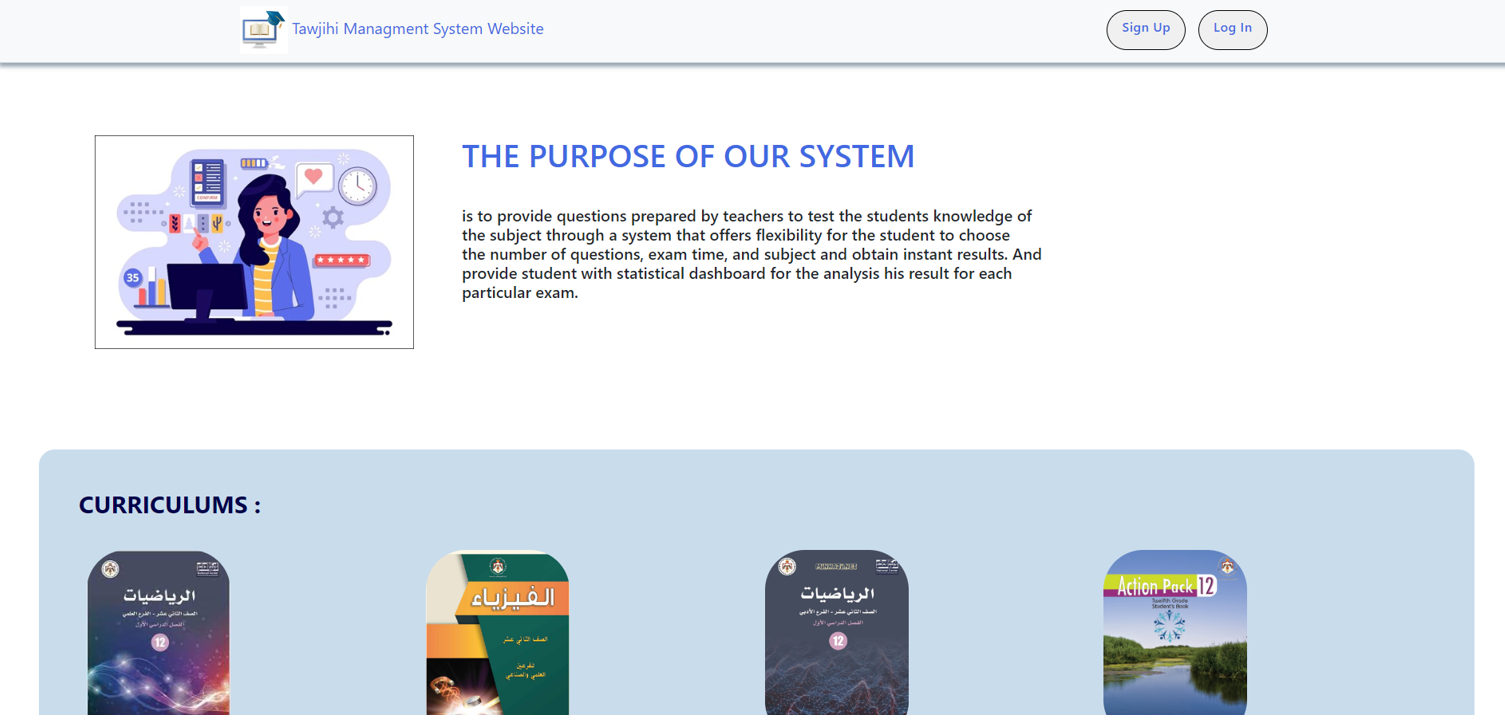 Tawjihi Managment System Website
Sign Up
Log In
THE PURPOSE OF OUR SYSTEM
is to provide questions prepared by teachers to test the students knowledge of
the subject through a system that offers flexibility for the student to choose
the number of questions, exam time, and subject and obtain instant results. And
provide student with statistical dashboard for the analysis his result for each
particular exam.
CONFIRM
35
CURRICULUMS :
الرياضيات
الصف الثاني عشر - الفرع العلمي
الفصل الدراسي الأول
12
الفيزياء
الصف الثاني عشر
للفرعين
العلمي والصناعي
الرياضيات
الصف الثاني عشر - الفرع الأدبي
الفصل الدراسي الأول
12
Action Pack 12
Twelfth Grade
Student's Book